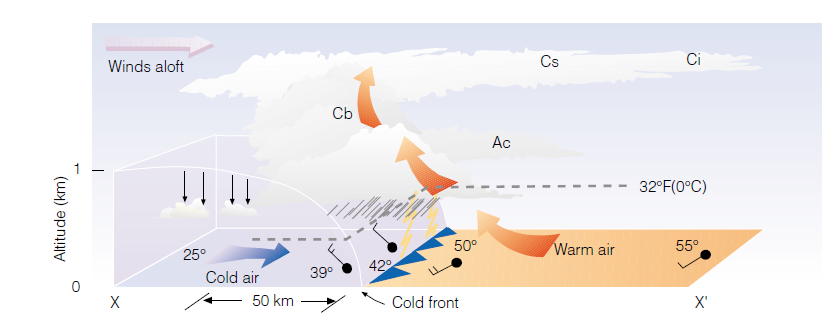 Winds aloft
Cs
Ci
Cb
Ac
Altitude (km)
1
32°F(0°C)
25°
Cold air
39°
42°
50°
Warm air
55°
0
X
50 km
Cold front
X'